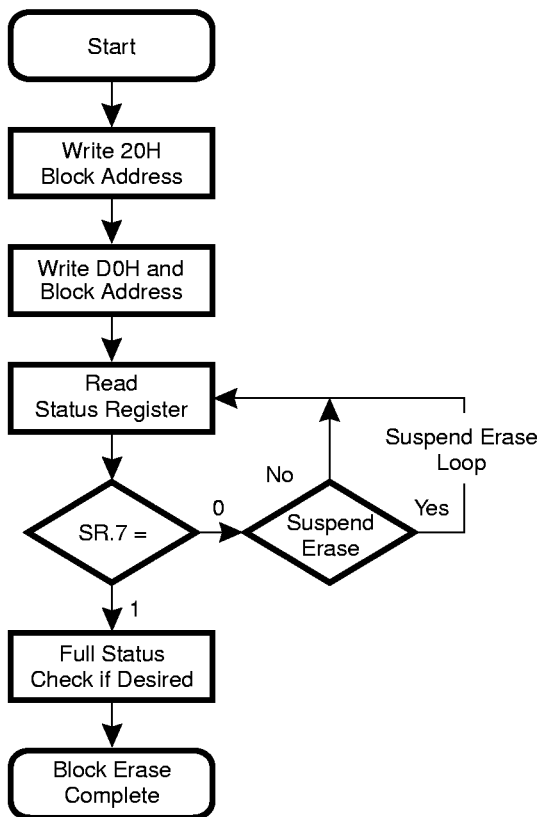 Start
Write 20H
Block Address
Write D0H and
Block Address
Read
Status Register
Suspend Erase
Loop
No
Yes
0
SR.7 =
Suspend
Erase
1
Full Status
Check if Desired
Block Erase
Complete